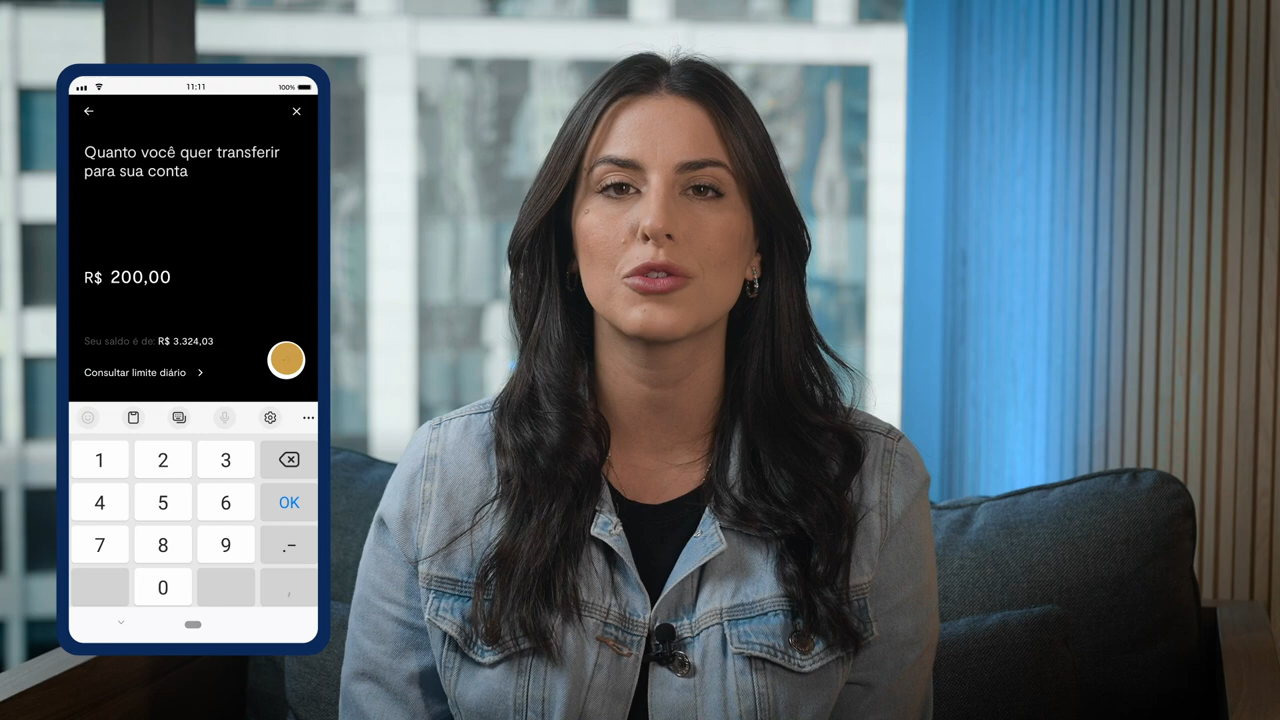 11:11
100%
Quanto você quer transferir
para sua conta
R$ 200,00
Seu saldo é de: R$ 3.324,03
Consultar limite diário
1 2 3
4 5 6 OK
7 8 9 .-
0 ,